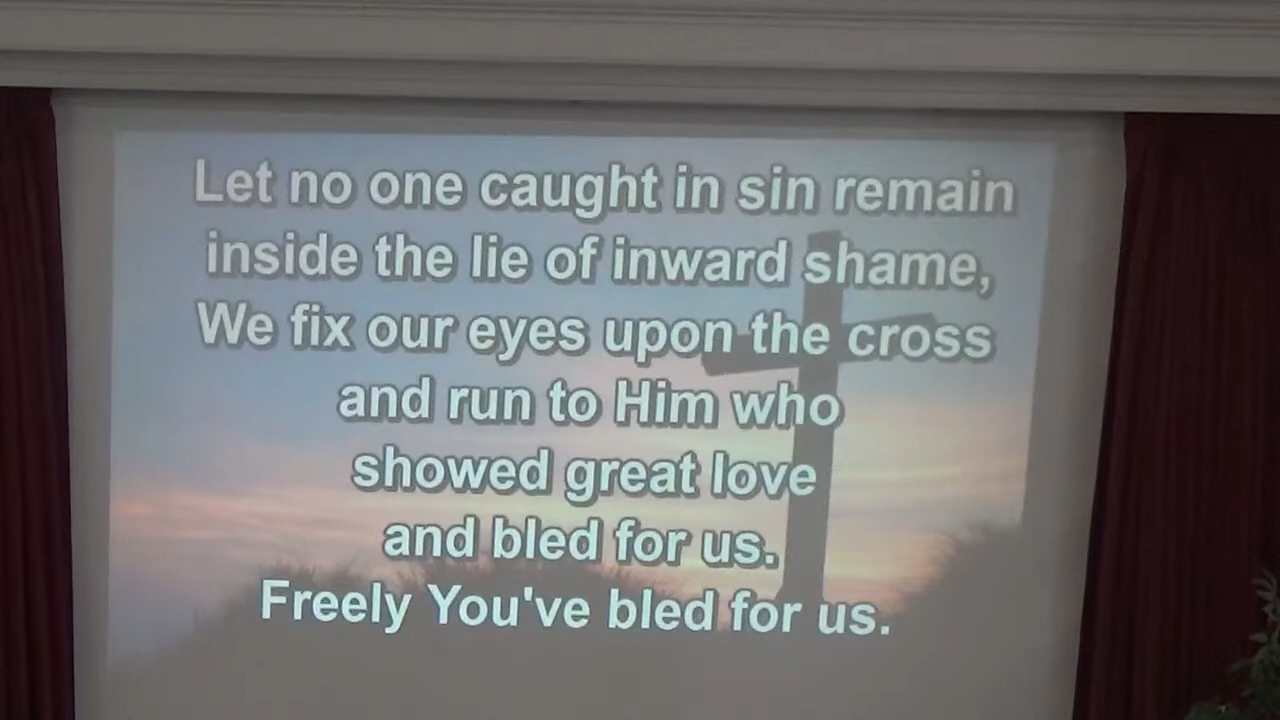 Let no one caught in sin remain
inside the lie of inward shame,
We fix our eyes upon the cross
and run to Him who
showed great love
and bled for us.
Freely You've bled for us.